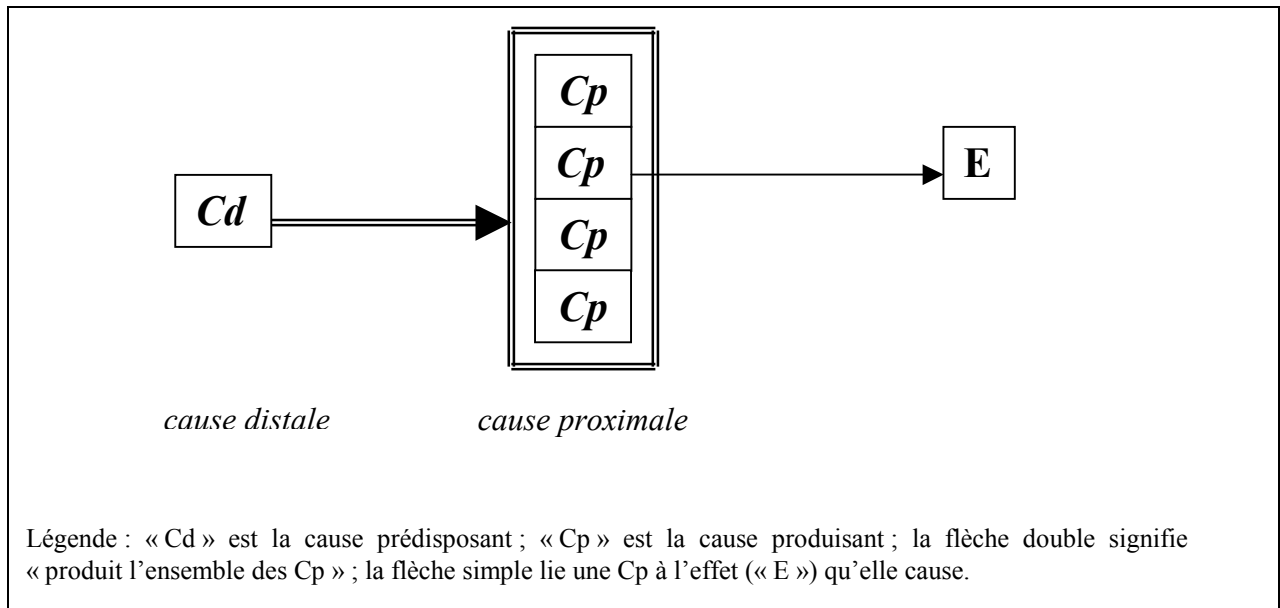 Cp
Cp
E
Cd
Cp
Cp
cause distale
cause proximale
Légende : « Cd » est la cause prédisposant ; « Cp » est la cause produisant ; la flèche double signifie
« produit l’ensemble des Cp » ; la flèche simple lie une Cp à l’effet (« E ») qu’elle cause.